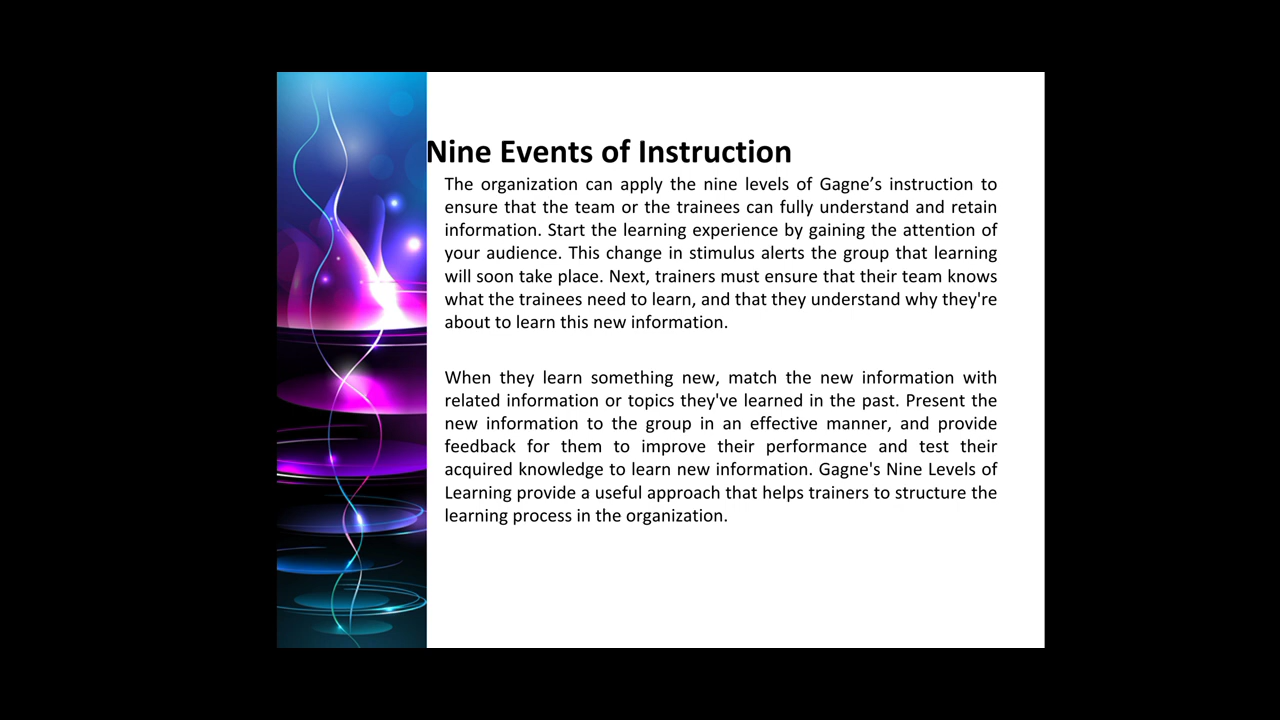 Nine Events of Instruction
The organization can apply the nine levels of Gagne’s instruction to
ensure that the team or the trainees can fully understand and retain
information. Start the learning experience by gaining the attention of
your audience. This change in stimulus alerts the group that learning
will soon take place. Next, trainers must ensure that their team knows
what the trainees need to learn, and that they understand why they're
about to learn this new information.
When they learn something new, match the new information with
related information or topics they've learned in the past. Present the
new information to the group in an effective manner, and provide
feedback for them to improve their performance and test their
acquired knowledge to learn new information. Gagne's Nine Levels of
Learning provide a useful approach that helps trainers to structure the
learning process in the organization.